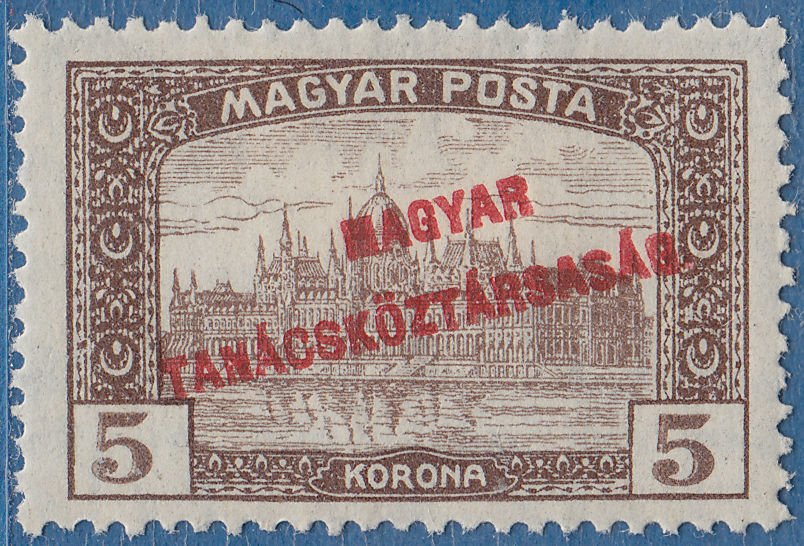 MAGYAR POSTA
MAGYAR
TANÁCSKÖZTÁRSASÁG.
5 KORONA 5